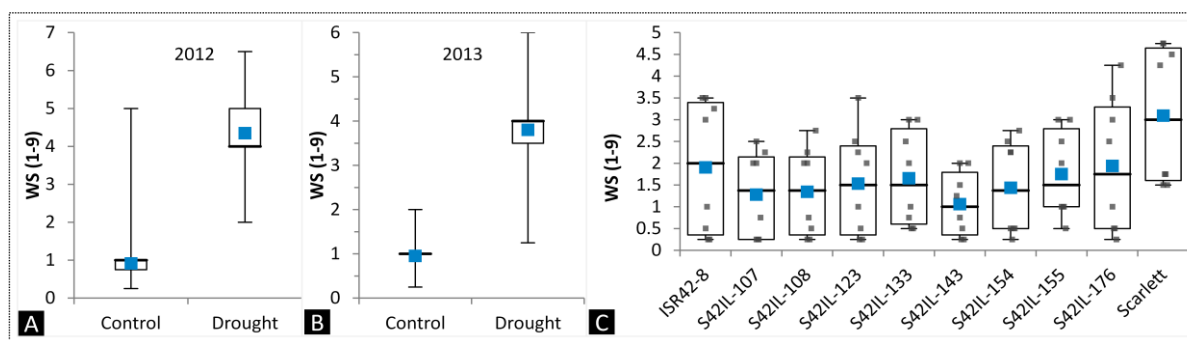 2012
WS (1-9)
7
6
5
4
3
2
1
0
Control
Drought
A
2013
WS (1-9)
6
5
4
3
2
1
0
Control
Drought
B
WS (1-9)
5
4.5
4
3.5
3
2.5
2
1.5
1
0.5
0
ISR42-8
S42IL-107
S42IL-108
S42IL-123
S42IL-133
S42IL-143
S42IL-154
S42IL-155
S42IL-176
Scarlett
C